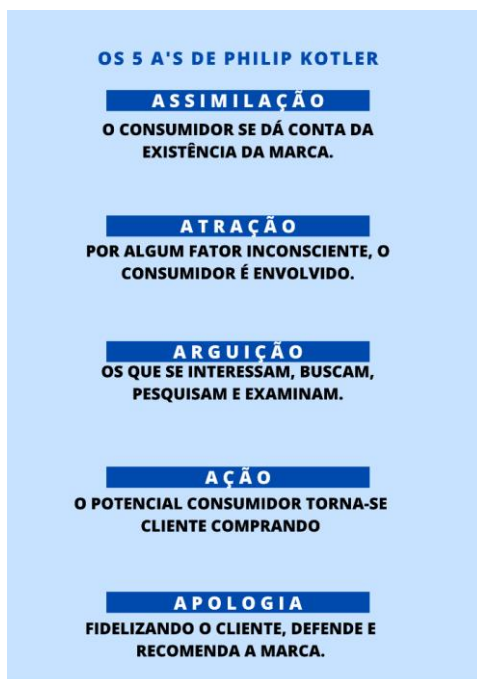 OS 5 A'S DE PHILIP KOTLER
ASSIMILAÇÃO
O CONSUMIDOR SE DÁ CONTA DA
EXISTÊNCIA DA MARCA.
ATRAÇÃO
POR ALGUM FATOR INCONSCIENTE, O
CONSUMIDOR É ENVOLVIDO.
ARGUIÇÃO
OS QUE SE INTERESSAM, BUSCAM,
PESQUISAM E EXAMINAM.
AÇÃO
O POTENCIAL CONSUMIDOR TORNA-SE
CLIENTE COMPRANDO
APOLOGIA
FIDELIZANDO O CLIENTE, DEFENDE E
RECOMENDA A MARCA.